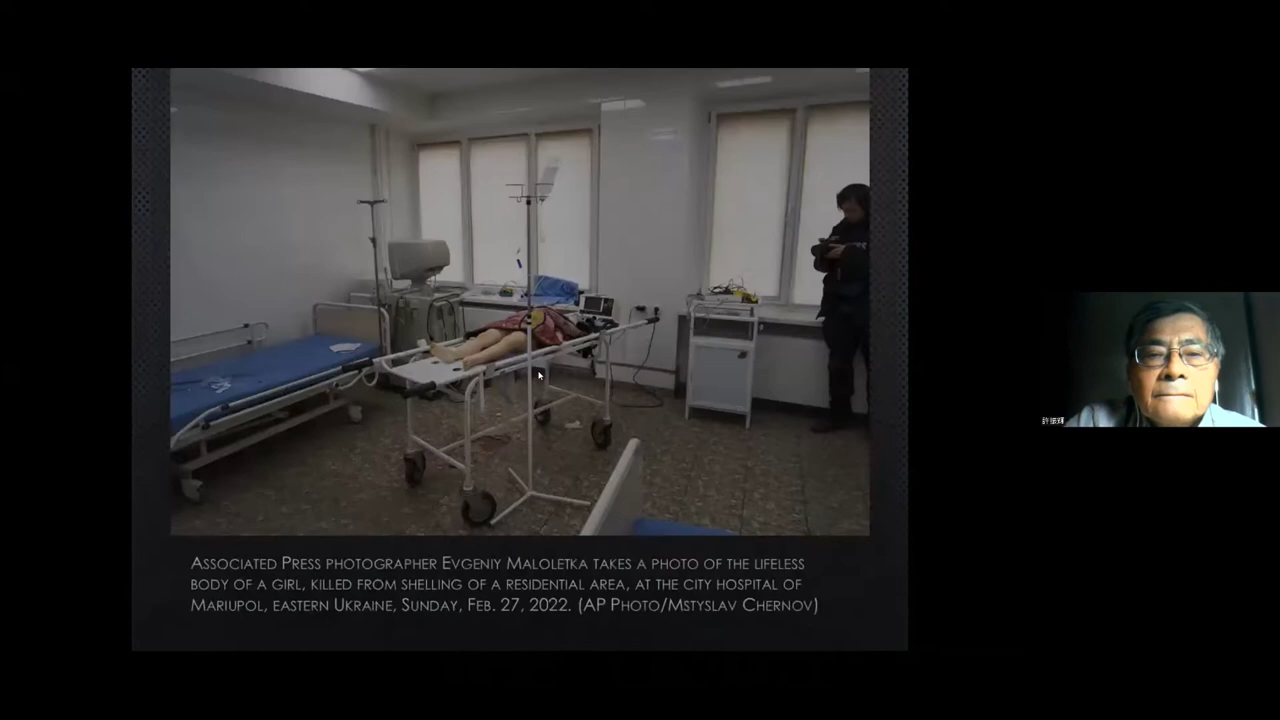 ASSOCIATED PRESS PHOTOGRAPHER EVGENIY MALOLETKA TAKES A PHOTO OF THE LIFELESS
BODY OF A GIRL, KILLED FROM SHELLING OF A RESIDENTIAL AREA, AT THE CITY HOSPITAL OF
MARIUPOL, EASTERN UKRAINE, SUNDAY, FEB. 27, 2022. (AP PHOTO/MSTYSLAV CHERNOV)